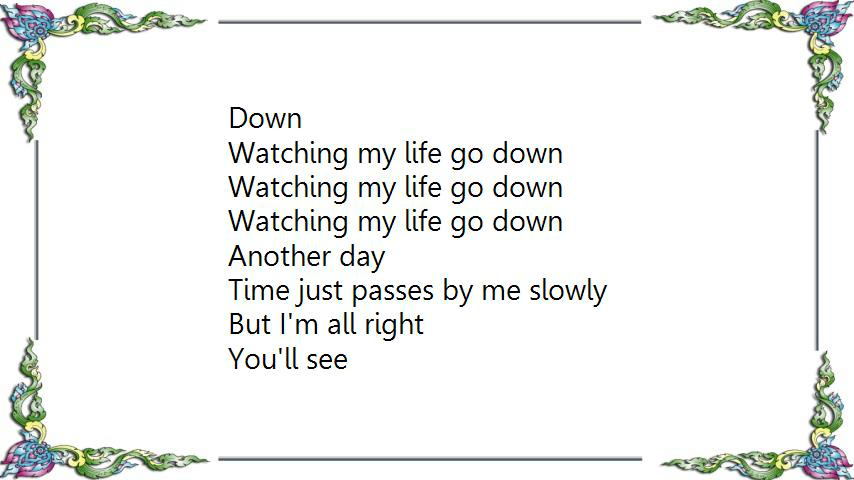 Down
Watching my life go down
Watching my life go down
Watching my life go down
Another day
Time just passes by me slowly
But I'm all right
You'll see